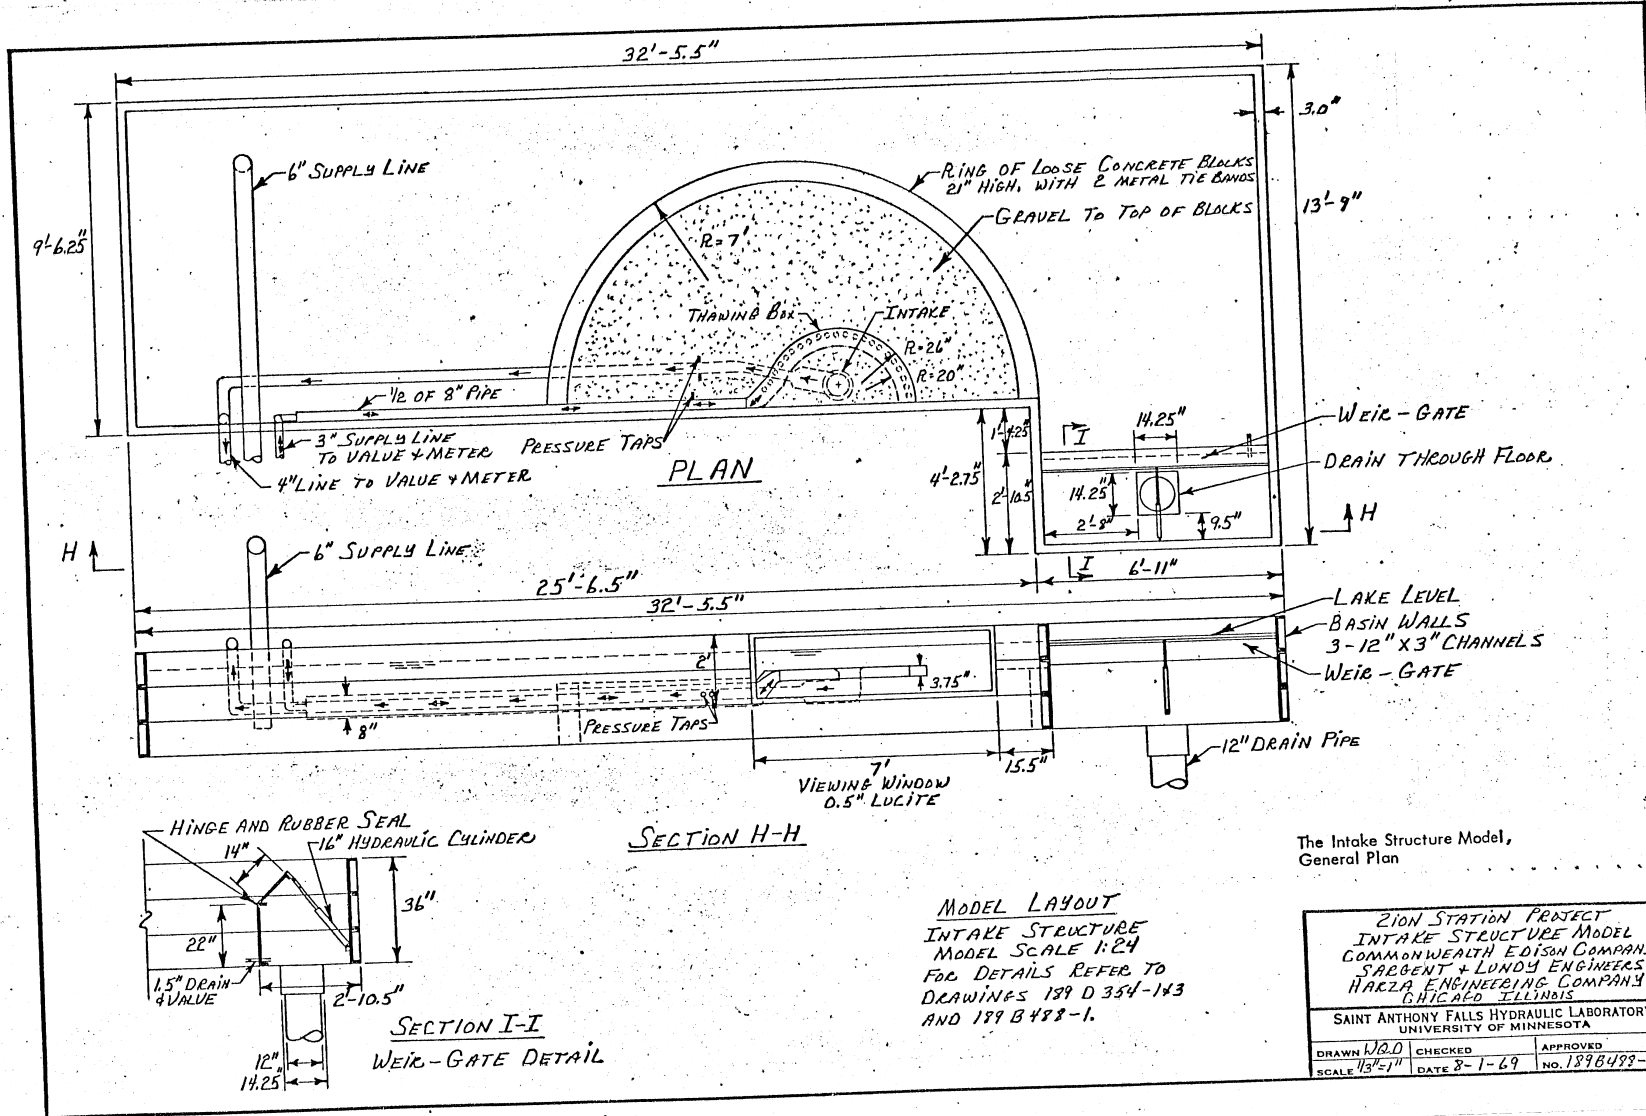 32'-5.5"
3.0"
6" SUPPLY LINE
RING OF LOOSE CONCRETE BLOCKS
21" HIGH, WITH 2 METAL TIE BANDS
GRAVEL TO TOP OF BLOCKS
13'-9"
9'-6.25"
R=7'
THAWING BOX
INTAKE
R=26"
R=20"
1/2 OF 8" PIPE
3" SUPPLY LINE
TO VALUE & METER
PRESSURE TAPS
4" LINE TO VALUE & METER
PLAN
1'-4.25"
4'-2.75"
2'-10.5"
I
14.25"
WEIR-GATE
DRAIN THROUGH FLOOR
14.25"
2'-8"
9.5"
H
H
6" SUPPLY LINE
I
6'-11"
25'-6.5"
32'-5.5"
LAKE LEVEL
BASIN WALLS
3-12" X 3" CHANNELS
WEIR-GATE
2'
3.75"
8"
PRESSURE TAPS
12" DRAIN PIPE
7'
15.5"
VIEWING WINDOW
0.5" LUCITE
SECTION H-H
HINGE AND RUBBER SEAL
16" HYDRAULIC CYLINDER
14"
36"
22"
1.5" DRAIN
& VALUE
2'-10.5"
SECTION I-I
WEIR-GATE DETAIL
12"
14.25"
MODEL LAYOUT
INTAKE STRUCTURE
MODEL SCALE 1:24
FOR DETAILS REFER TO
DRAWINGS 189 D 354-1&3
AND 189 B 488-1.
The Intake Structure Model,
General Plan
ZION STATION PROJECT
INTAKE STRUCTURE MODEL
COMMONWEALTH EDISON COMPAN
SARGENT & LUNDY ENGINEERS
HARZA ENGINEERING COMPANY
CHICAGO ILLINOIS
SAINT ANTHONY FALLS HYDRAULIC LABORATORY
UNIVERSITY OF MINNESOTA
DRAWN WQD CHECKED APPROVED
SCALE 1/3"=1" DATE 8-1-69 NO. 189B488-